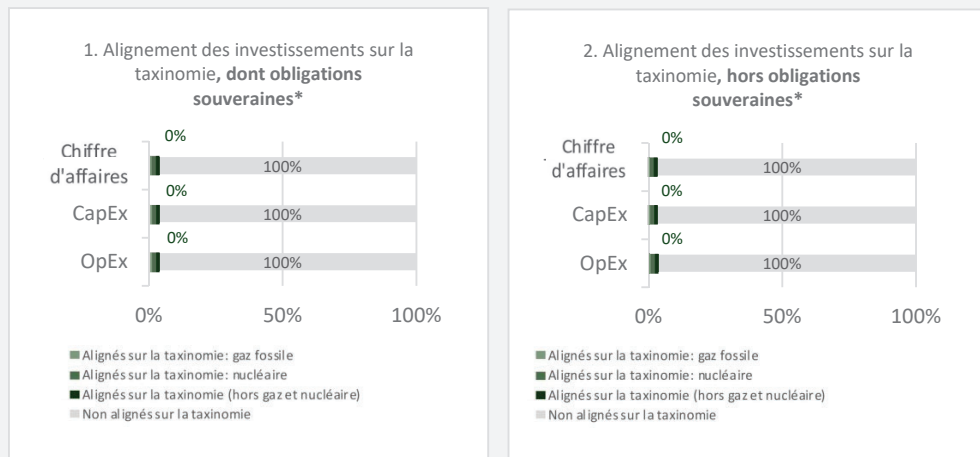 1. Alignement des investissements sur la
taxinomie, dont obligations
souveraines*
0%
Chiffre
d'affaires
100%
0%
CapEx
100%
0%
OpEx
100%
0%
50%
100%
Alignés sur la taxinomie: gaz fossile
Alignés sur la taxinomie: nucléaire
Alignés sur la taxinomie (hors gaz et nucléaire)
Non alignés sur la taxinomie
2. Alignement des investissements sur la
taxinomie, hors obligations
souveraines*
0%
Chiffre
d'affaires
100%
0%
CapEx
100%
0%
OpEx
100%
0%
50%
100%
Alignés sur la taxinomie: gaz fossile
Alignés sur la taxinomie: nucléaire
Alignés sur la taxinomie (hors gaz et nucléaire)
Non alignés sur la taxinomie